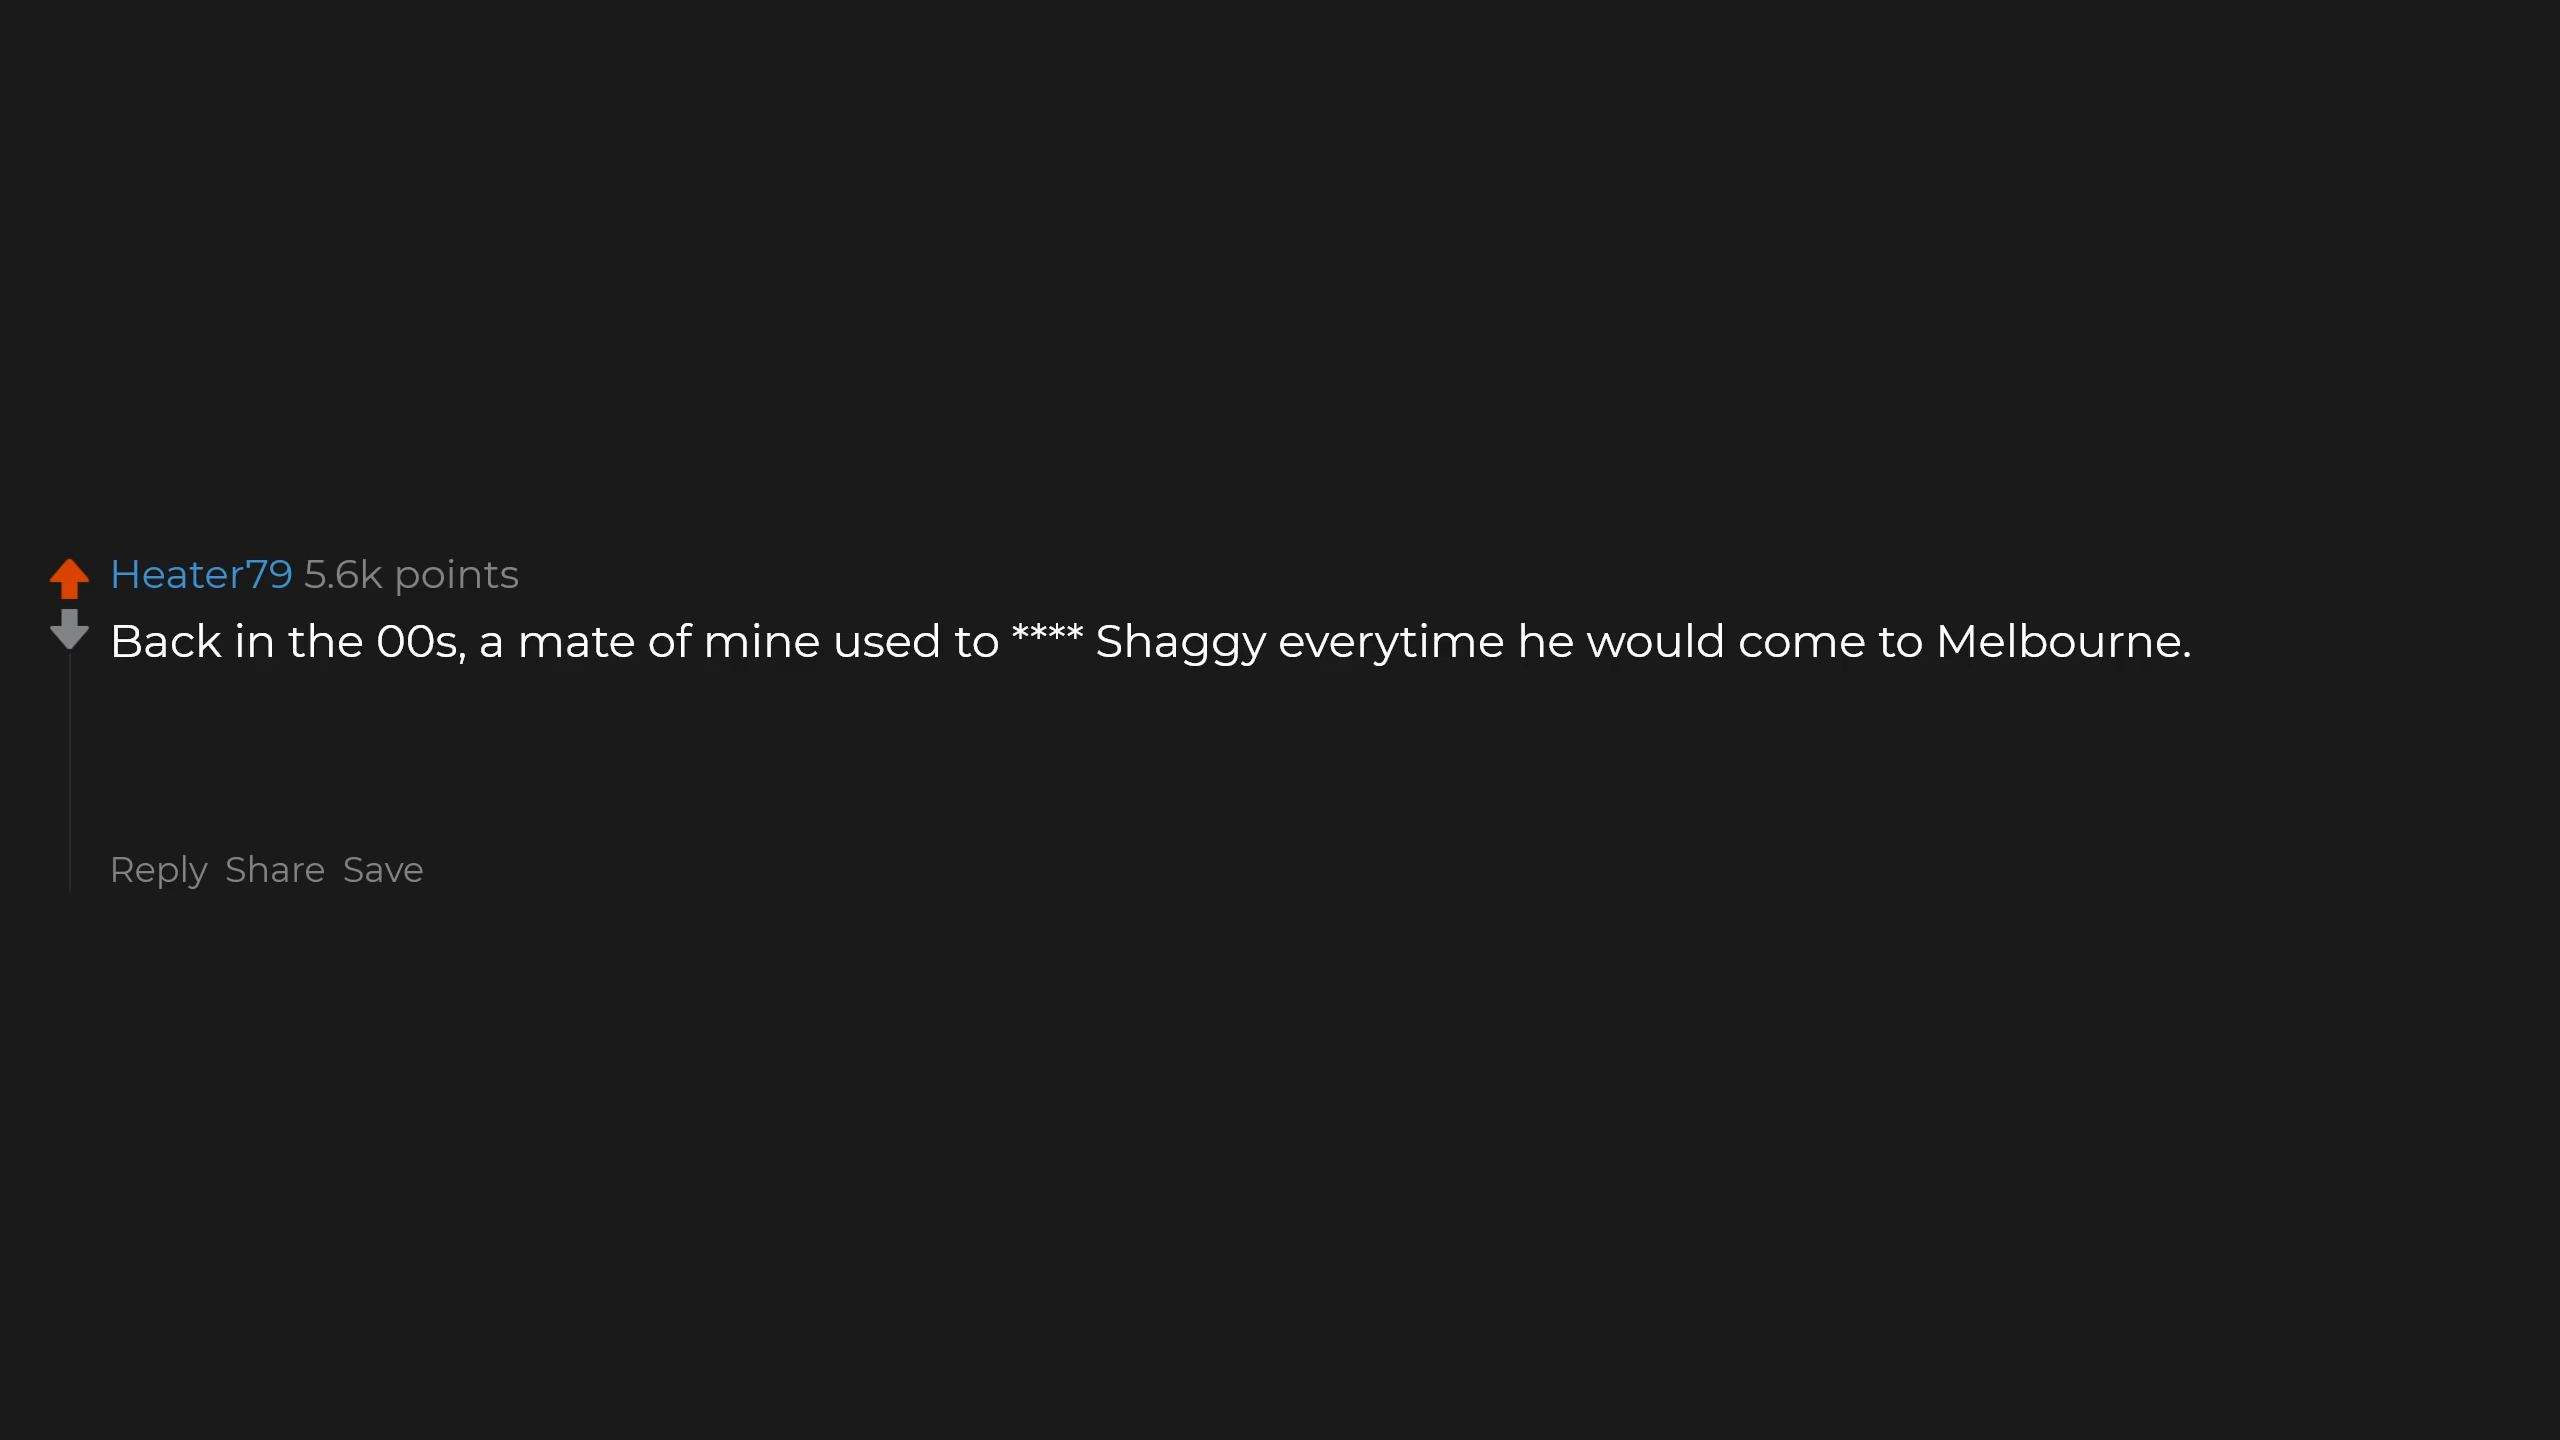 Heater79 5.6k points
Back in the 00s, a mate of mine used to **** Shaggy everytime he would come to Melbourne.
Reply Share Save